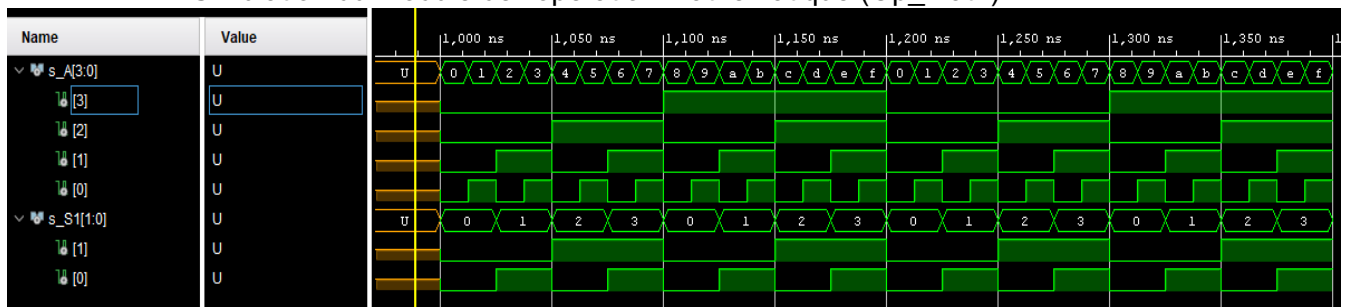 Name Value 1,000 ns 1,050 ns 1,100 ns 1,150 ns 1,200 ns 1,250 ns 1,300 ns 1,350 ns
s_A[3:0] U U 0 1 2 3 4 5 6 7 8 9 a b c d e f 0 1 2 3 4 5 6 7 8 9 a b c d e f
[3] U
[2] U
[1] U
[0] U
s_S1[1:0] U U 0 1 2 3 0 1 2 3 0 1 2 3 0 1 2 3
[1] U
[0] U